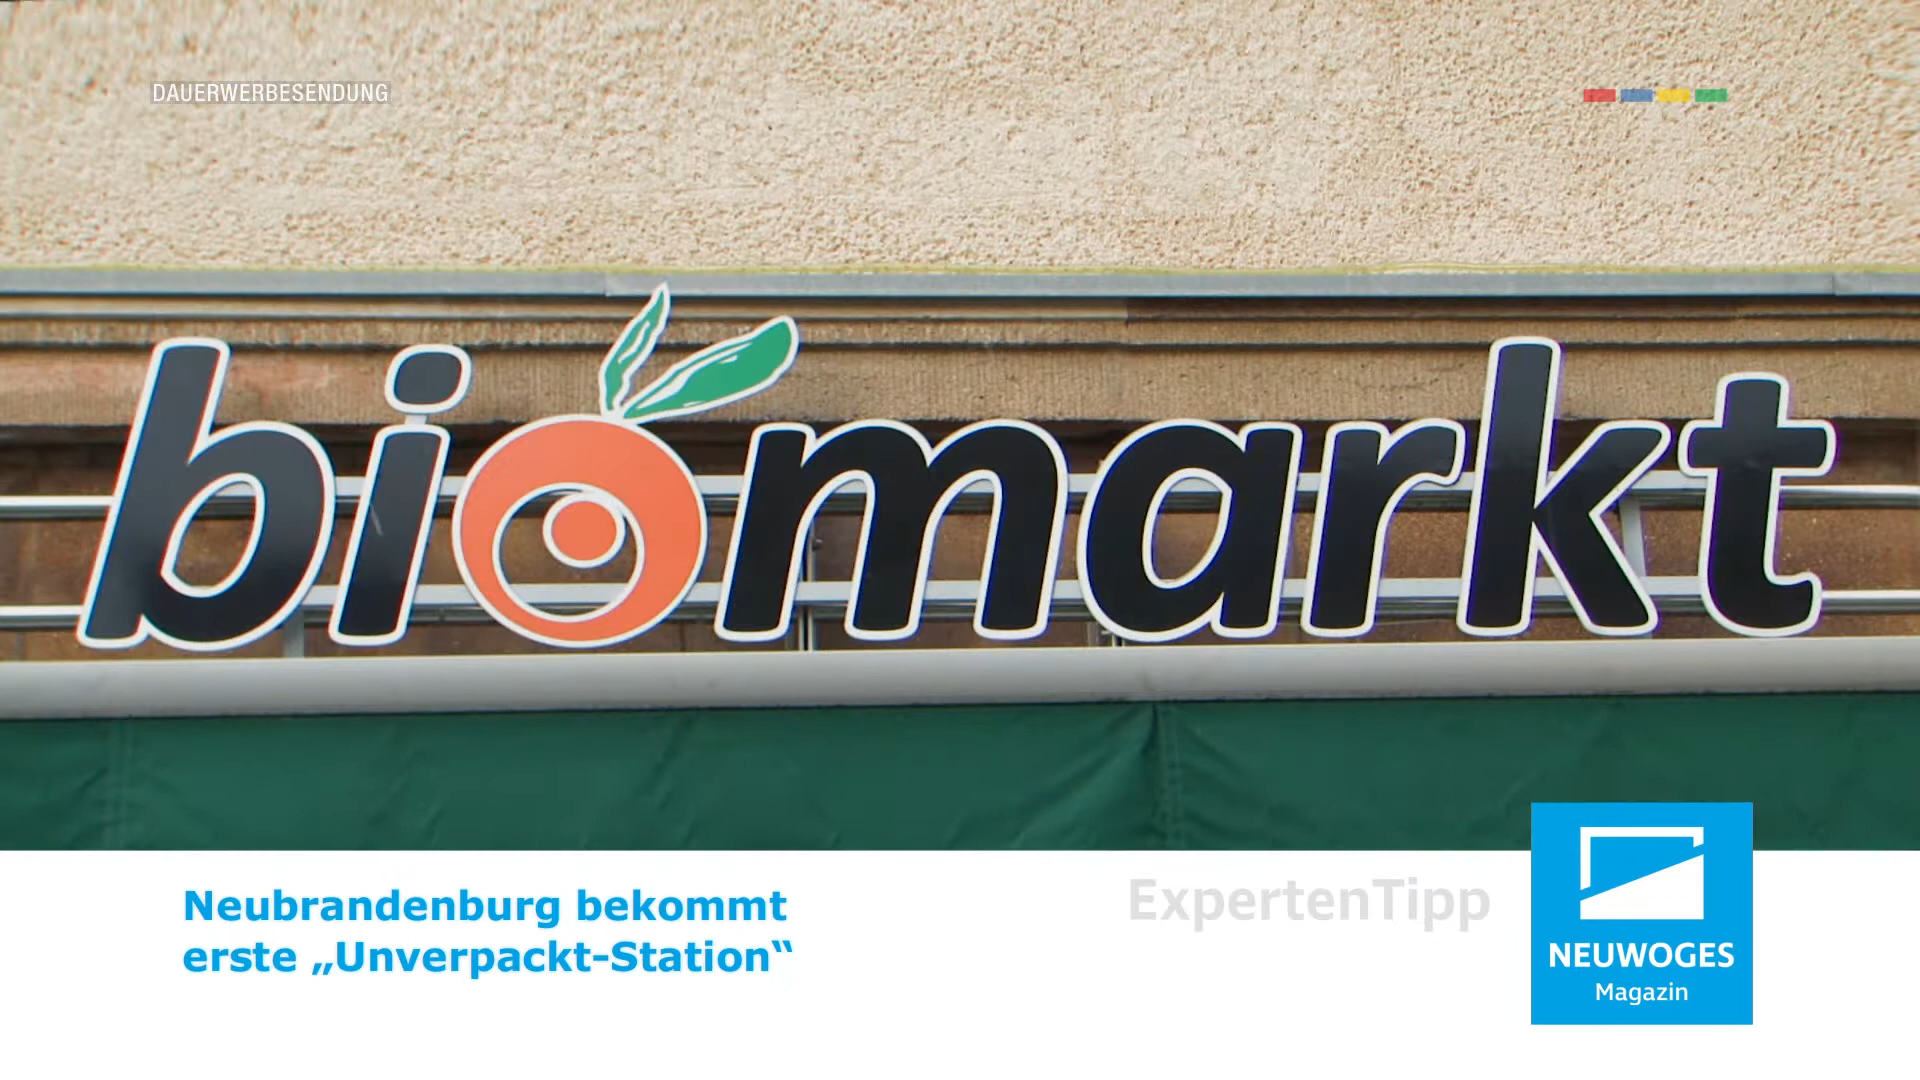 DAUERWERBESENDUNG
biomarkt
Neubrandenburg bekommt
erste „Unverpackt-Station“
ExpertenTipp
NEUWOGES
Magazin